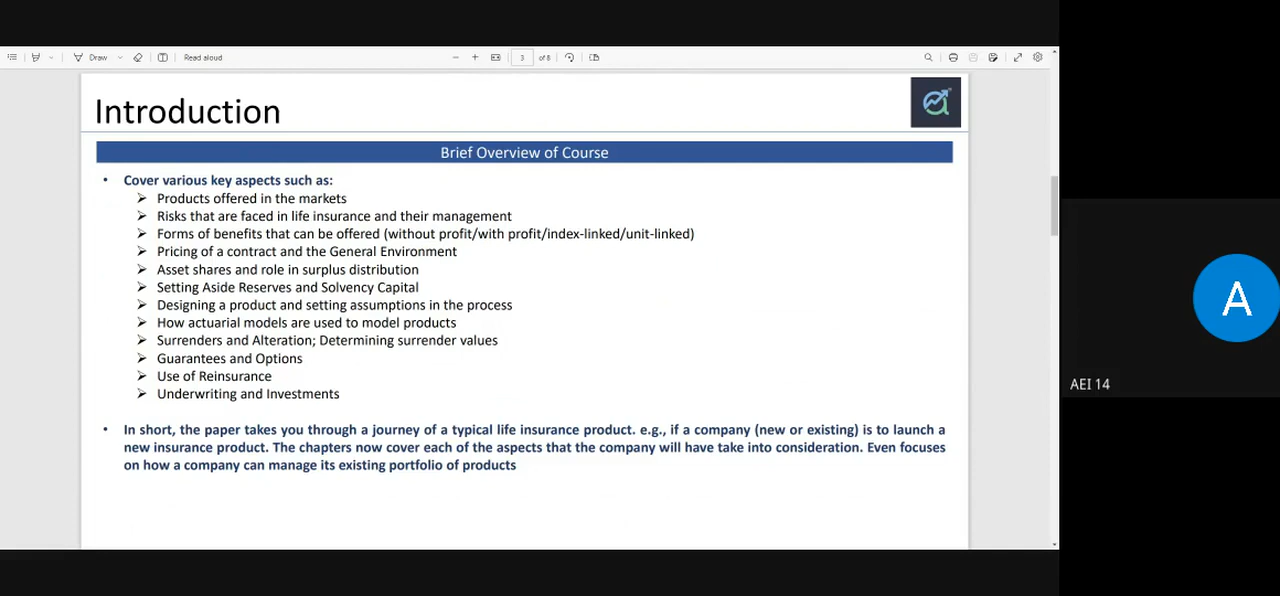 Draw
Read aloud
3
of 8
Introduction
Brief Overview of Course
• Cover various key aspects such as:
➢ Products offered in the markets
➢ Risks that are faced in life insurance and their management
➢ Forms of benefits that can be offered (without profit/with profit/index-linked/unit-linked)
➢ Pricing of a contract and the General Environment
➢ Asset shares and role in surplus distribution
➢ Setting Aside Reserves and Solvency Capital
➢ Designing a product and setting assumptions in the process
➢ How actuarial models are used to model products
➢ Surrenders and Alteration; Determining surrender values
➢ Guarantees and Options
➢ Use of Reinsurance
➢ Underwriting and Investments
• In short, the paper takes you through a journey of a typical life insurance product. e.g., if a company (new or existing) is to launch a
new insurance product. The chapters now cover each of the aspects that the company will have take into consideration. Even focuses
on how a company can manage its existing portfolio of products
A
AEI 14